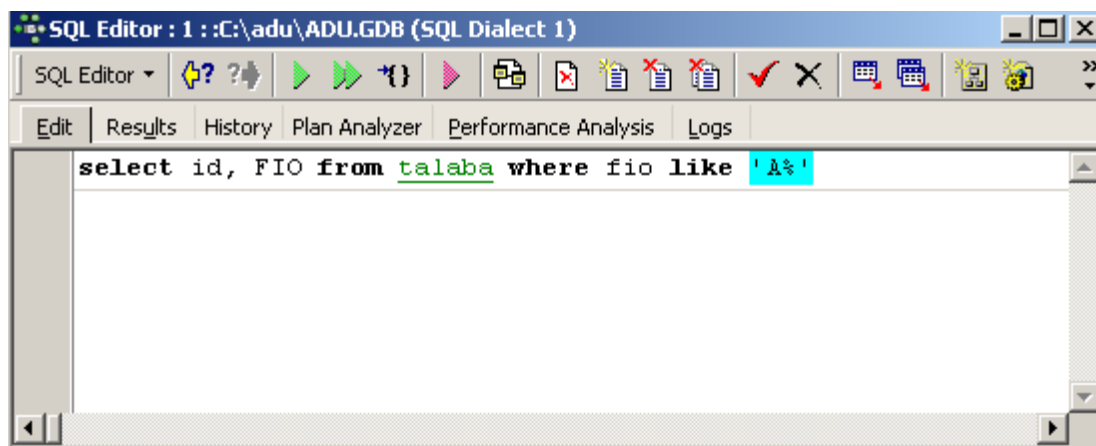 SQL Editor : 1 : :C:\adu\ADU.GDB (SQL Dialect 1)
SQL Editor
Edit Results History Plan Analyzer Performance Analysis Logs
select id, FIO from talaba where fio like 'A%'